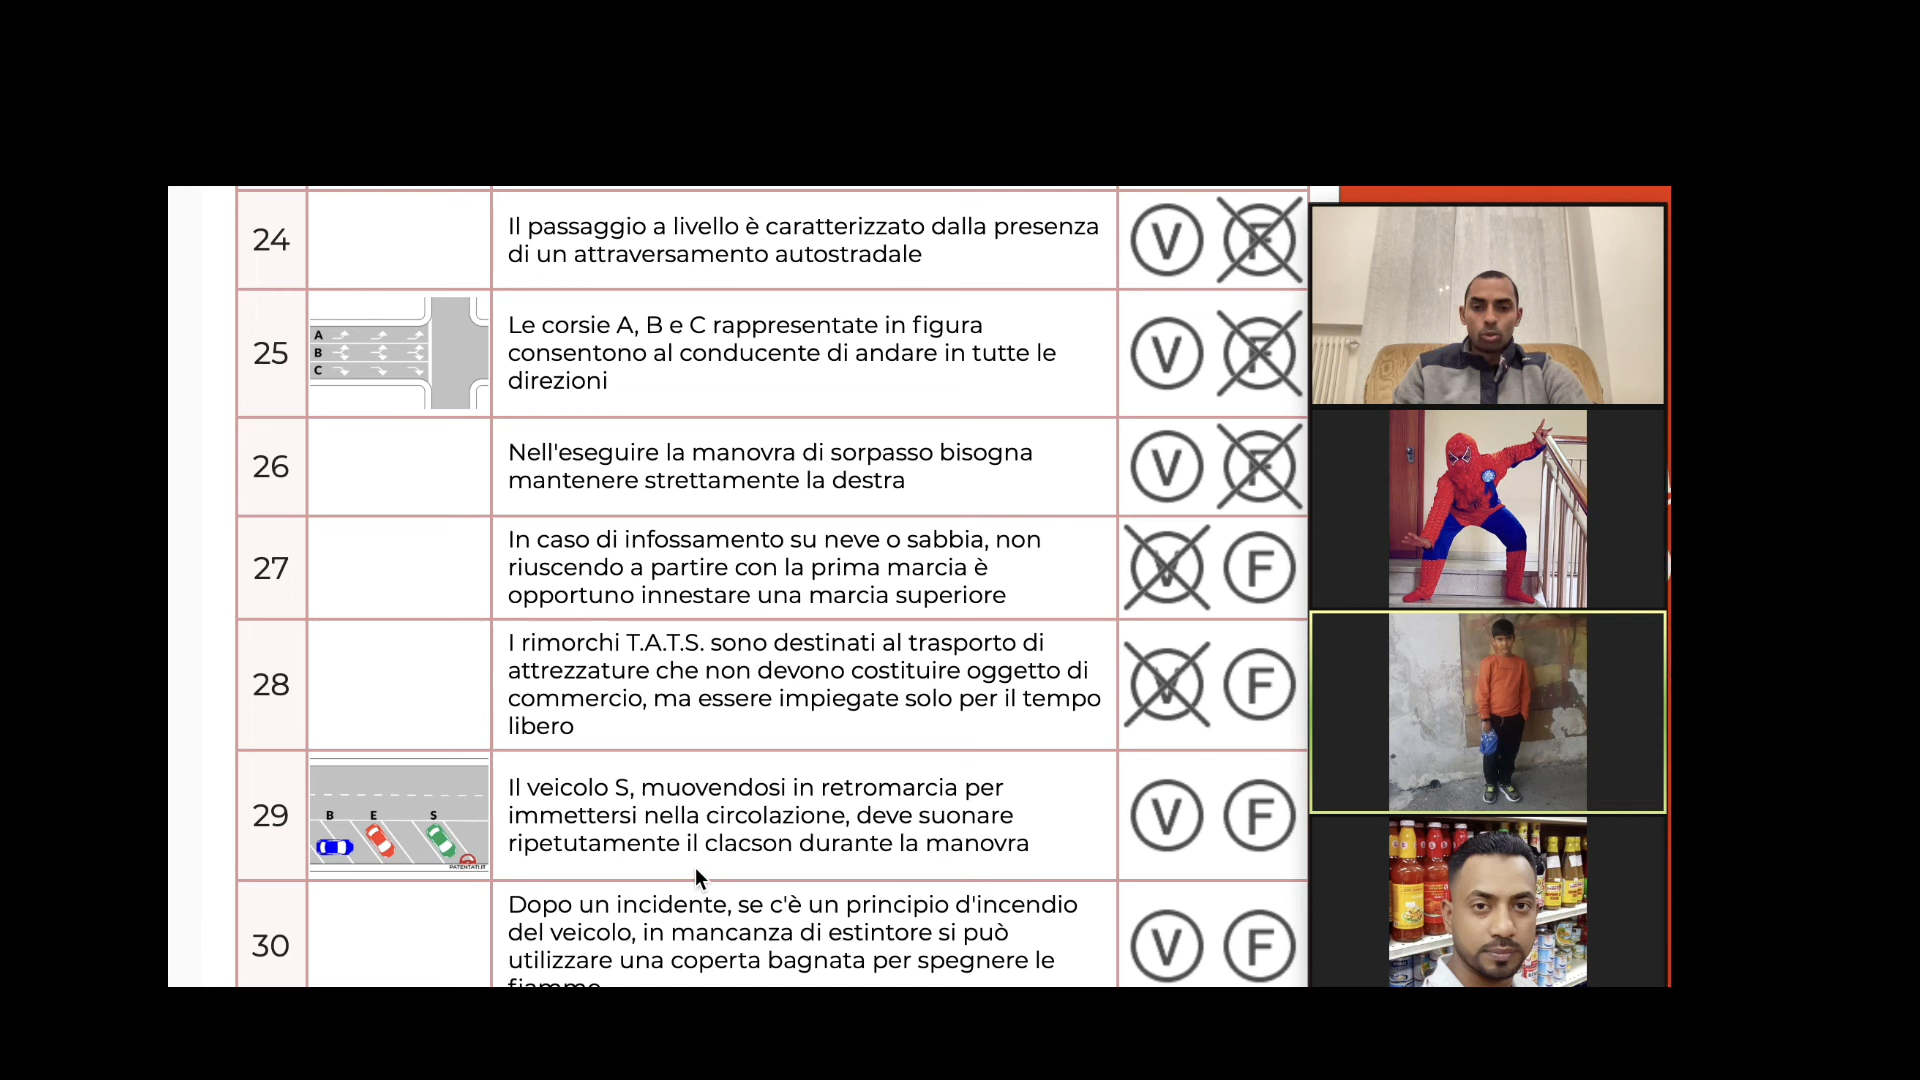 24
Il passaggio a livello è caratterizzato dalla presenza
di un attraversamento autostradale
V F
25
A
B
C
Le corsie A, B e C rappresentate in figura
consentono al conducente di andare in tutte le
direzioni
V F
26
Nell'eseguire la manovra di sorpasso bisogna
mantenere strettamente la destra
V F
27
In caso di infossamento su neve o sabbia, non
riuscendo a partire con la prima marcia è
opportuno innestare una marcia superiore
V F
28
I rimorchi T.A.T.S. sono destinati al trasporto di
attrezzature che non devono costituire oggetto di
commercio, ma essere impiegate solo per il tempo
libero
V F
29
B E S
PATENTATI.IT
Il veicolo S, muovendosi in retromarcia per
immettersi nella circolazione, deve suonare
ripetutamente il clacson durante la manovra
V F
30
Dopo un incidente, se c'è un principio d'incendio
del veicolo, in mancanza di estintore si può
utilizzare una coperta bagnata per spegnere le
fiamme
V F